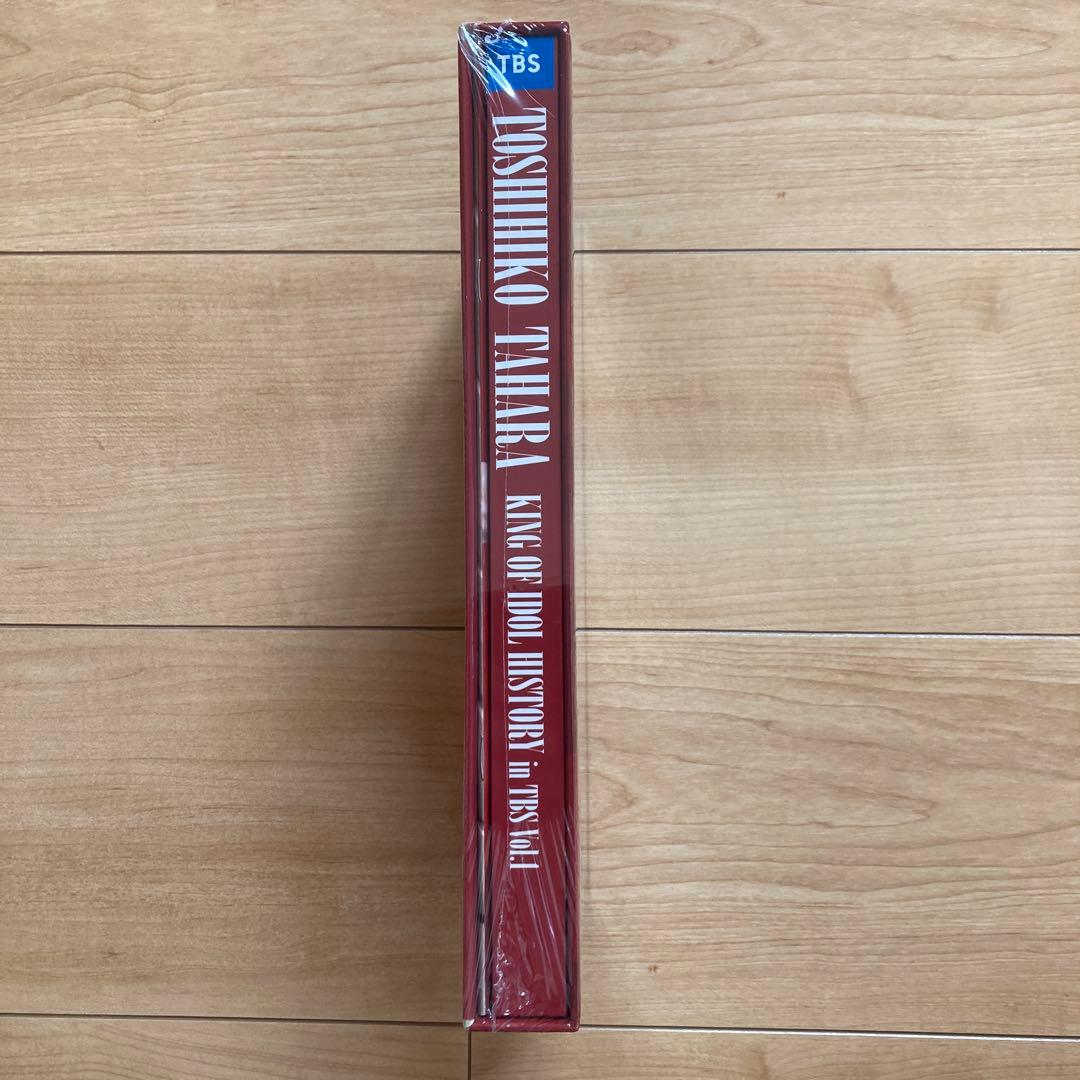 TBS
TOSHIHIKO TAHARA
KING OF IDOL HISTORY in TBS Vol.1